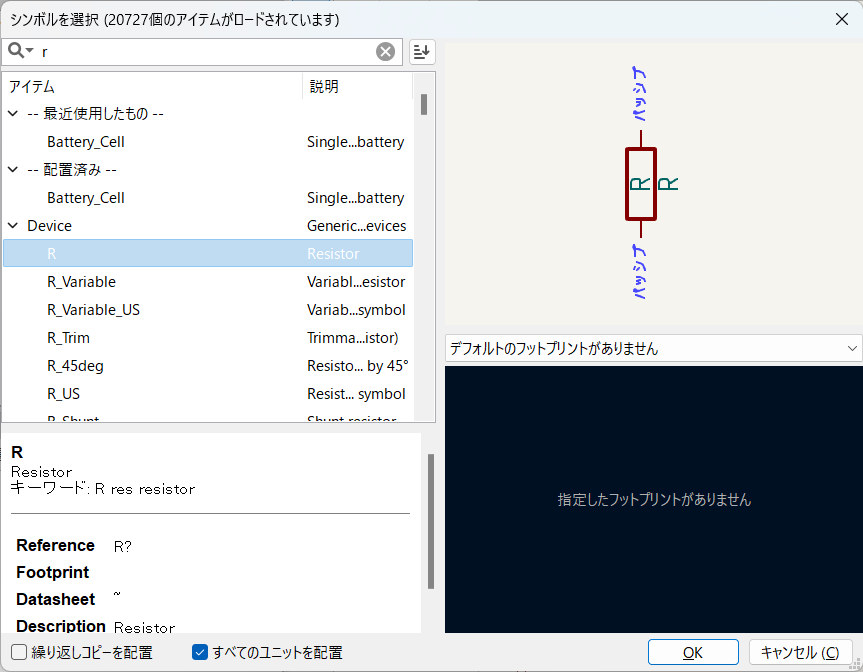 シンボルを選択 (20727個のアイテムがロードされています)
r
アイテム 説明
-- 最近使用したもの --
Battery_Cell Single...battery
-- 配置済み --
Battery_Cell Single...battery
Device Generic...evices
R Resistor
R_Variable Variabl...esistor
R_Variable_US Variab...symbol
R_Trim Trimma...istor)
R_45deg Resisto... by 45°
R_US Resist... symbol
R_Shunt Shunt resistor
パッシブ
R R
パッシブ
デフォルトのフットプリントがありません
指定したフットプリントがありません
R
Resistor
キーワード: R res resistor
Reference R?
Footprint
Datasheet ~
Description Resistor
繰り返しコピーを配置 すべてのユニットを配置
OK キャンセル (C)